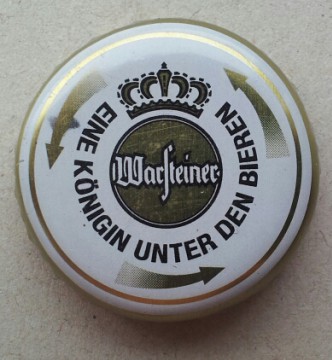 Warsteiner
EINE KÖNIGIN UNTER DEN BIEREN